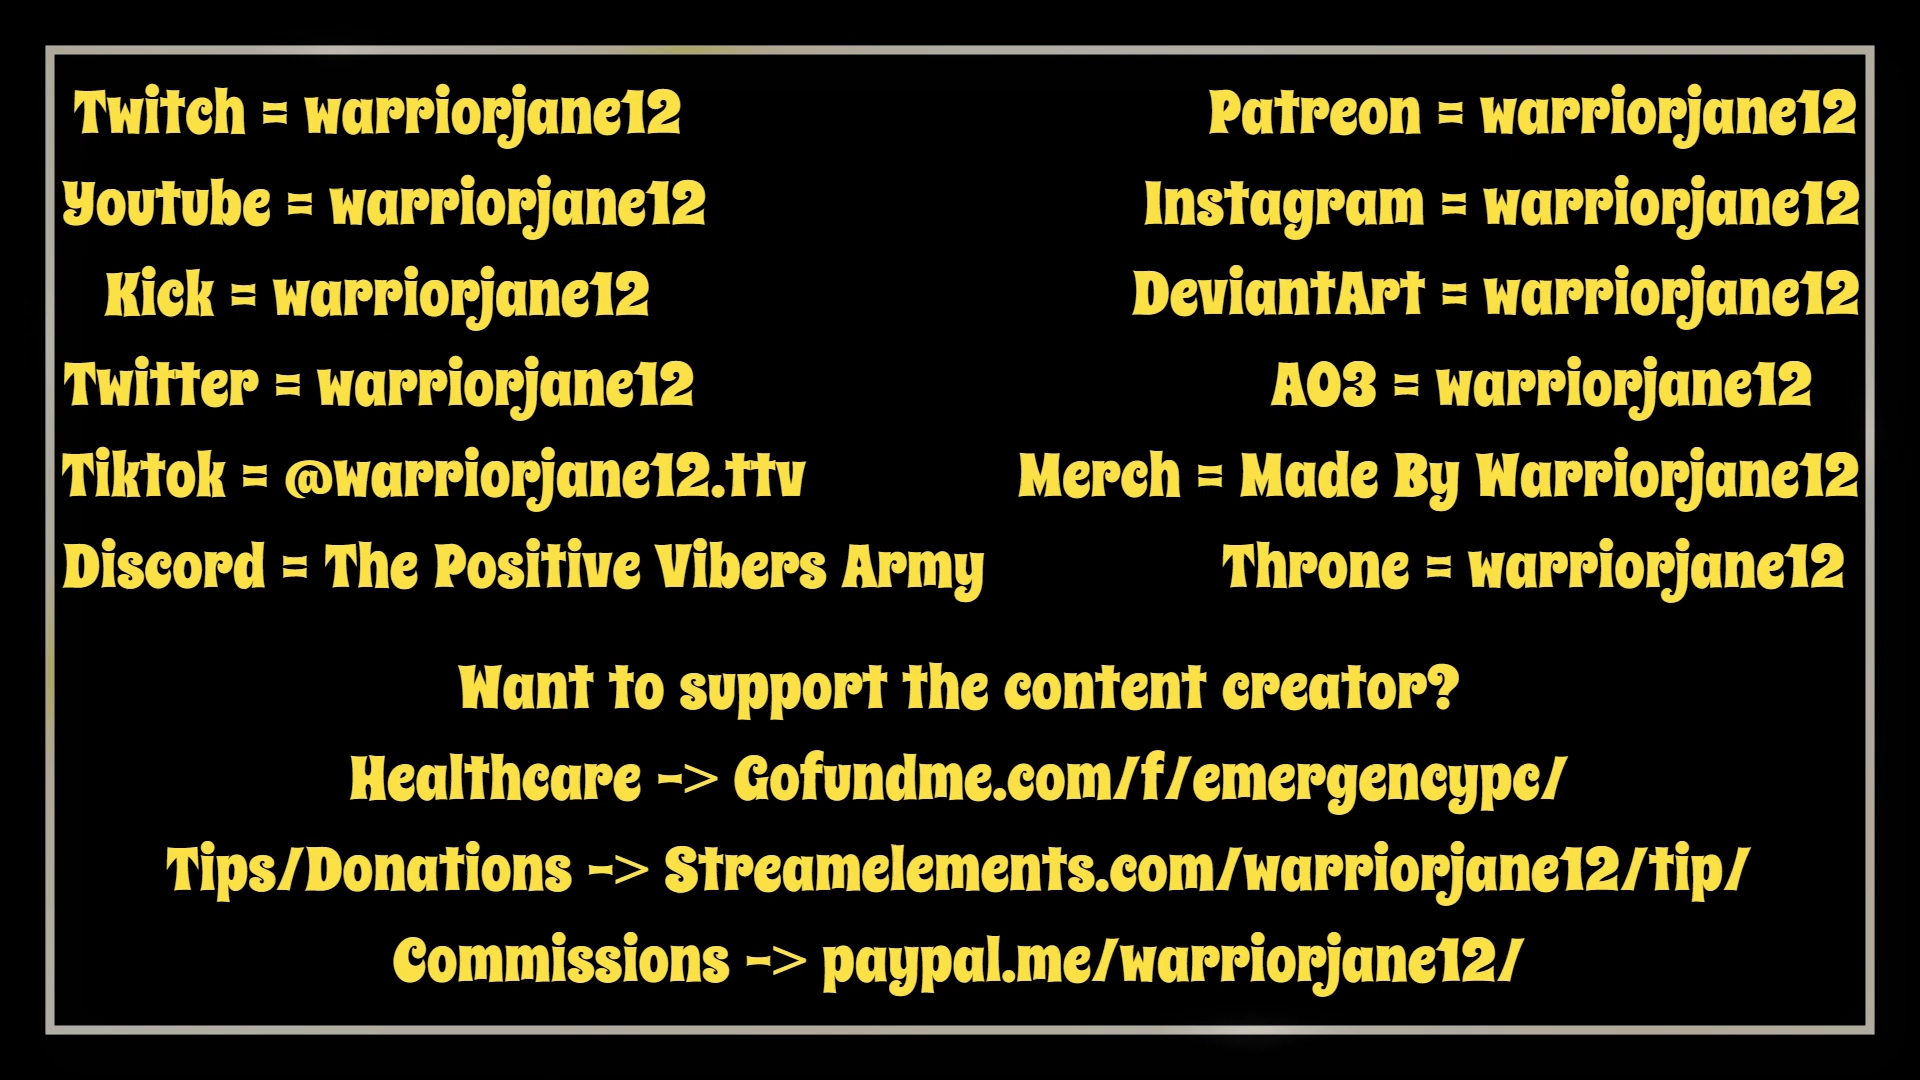 Twitch = warriorjane12
Youtube = warriorjane12
Kick = warriorjane12
Twitter = warriorjane12
Tiktok = @warriorjane12.ttv
Discord = The Positive Vibers Army
Patreon = warriorjane12
Instagram = warriorjane12
DeviantArt = warriorjane12
AO3 = warriorjane12
Merch = Made By Warriorjane12
Throne = warriorjane12
Want to support the content creator?
Healthcare -> Gofundme.com/f/emergencypc/
Tips/Donations -> Streamelements.com/warriorjane12/tip/
Commissions -> paypal.me/warriorjane12/